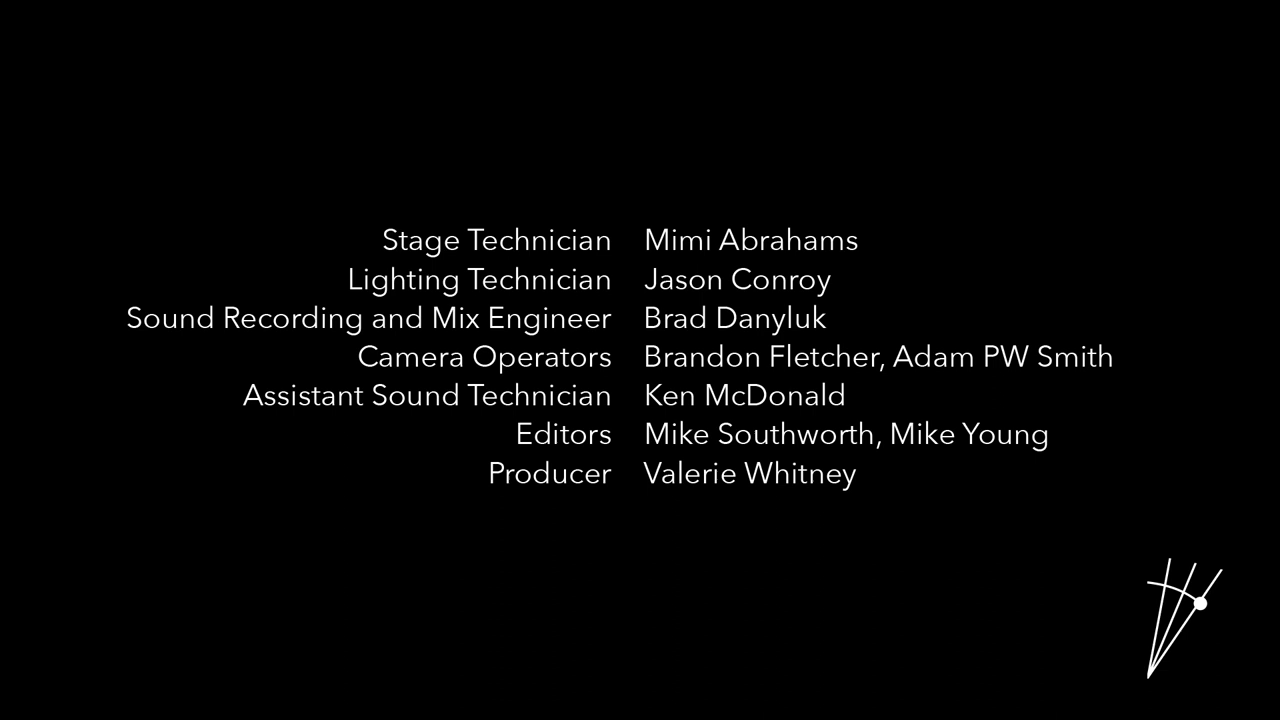 Stage Technician Mimi Abrahams
Lighting Technician Jason Conroy
Sound Recording and Mix Engineer Brad Danyluk
Camera Operators Brandon Fletcher, Adam PW Smith
Assistant Sound Technician Ken McDonald
Editors Mike Southworth, Mike Young
Producer Valerie Whitney